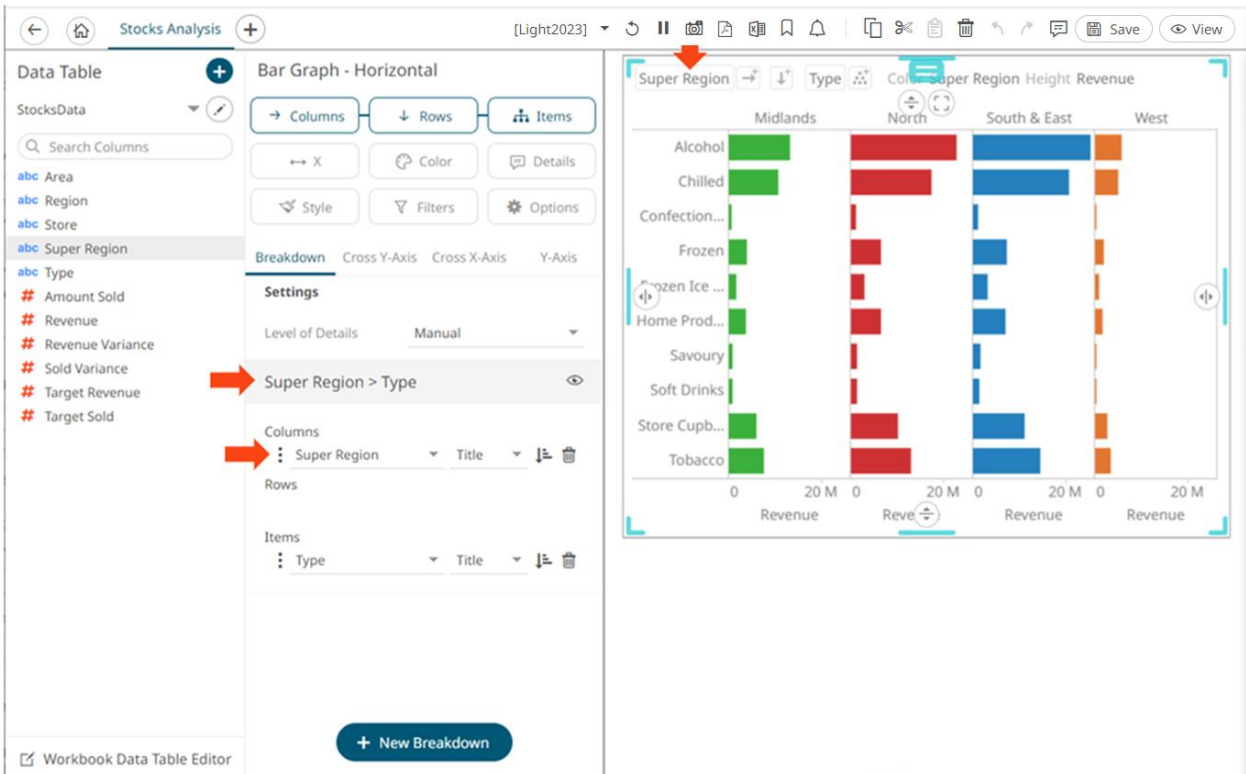 Stocks Analysis
[Light2023]
Save
View
Data Table
StocksData
Search Columns
abc Area
abc Region
abc Store
abc Super Region
abc Type
# Amount Sold
# Revenue
# Revenue Variance
# Sold Variance
# Target Revenue
# Target Sold
Workbook Data Table Editor
Bar Graph - Horizontal
Columns Rows Items
X Color Details
Style Filters Options
Breakdown Cross Y-Axis Cross X-Axis Y-Axis
Settings
Level of Details Manual
Super Region > Type
Columns
Super Region Title
Rows
Items
Type Title
+ New Breakdown
Super Region Type Color Super Region Height Revenue
Midlands North South & East West
Alcohol
Chilled
Confection...
Frozen
Frozen Ice ...
Home Prod...
Savoury
Soft Drinks
Store Cupb...
Tobacco
0 20 M 0 20 M 0 20 M 0 20 M
Revenue Reve Revenue Revenue